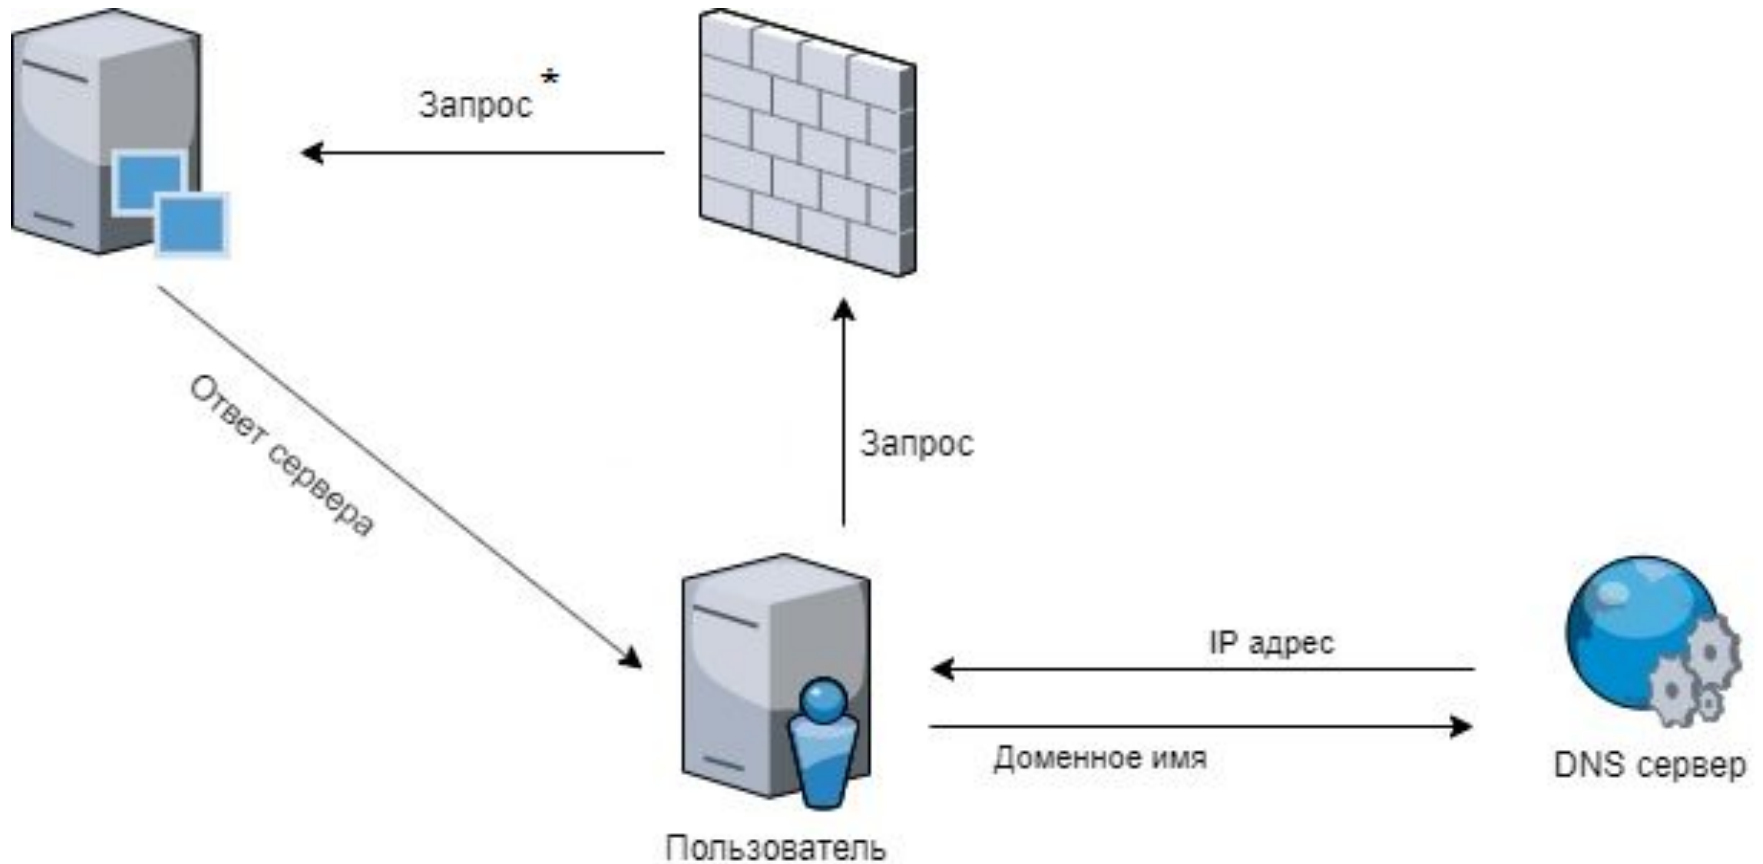 Запрос *
Запрос
Ответ сервера
IP адрес
Доменное имя
DNS сервер
Пользователь